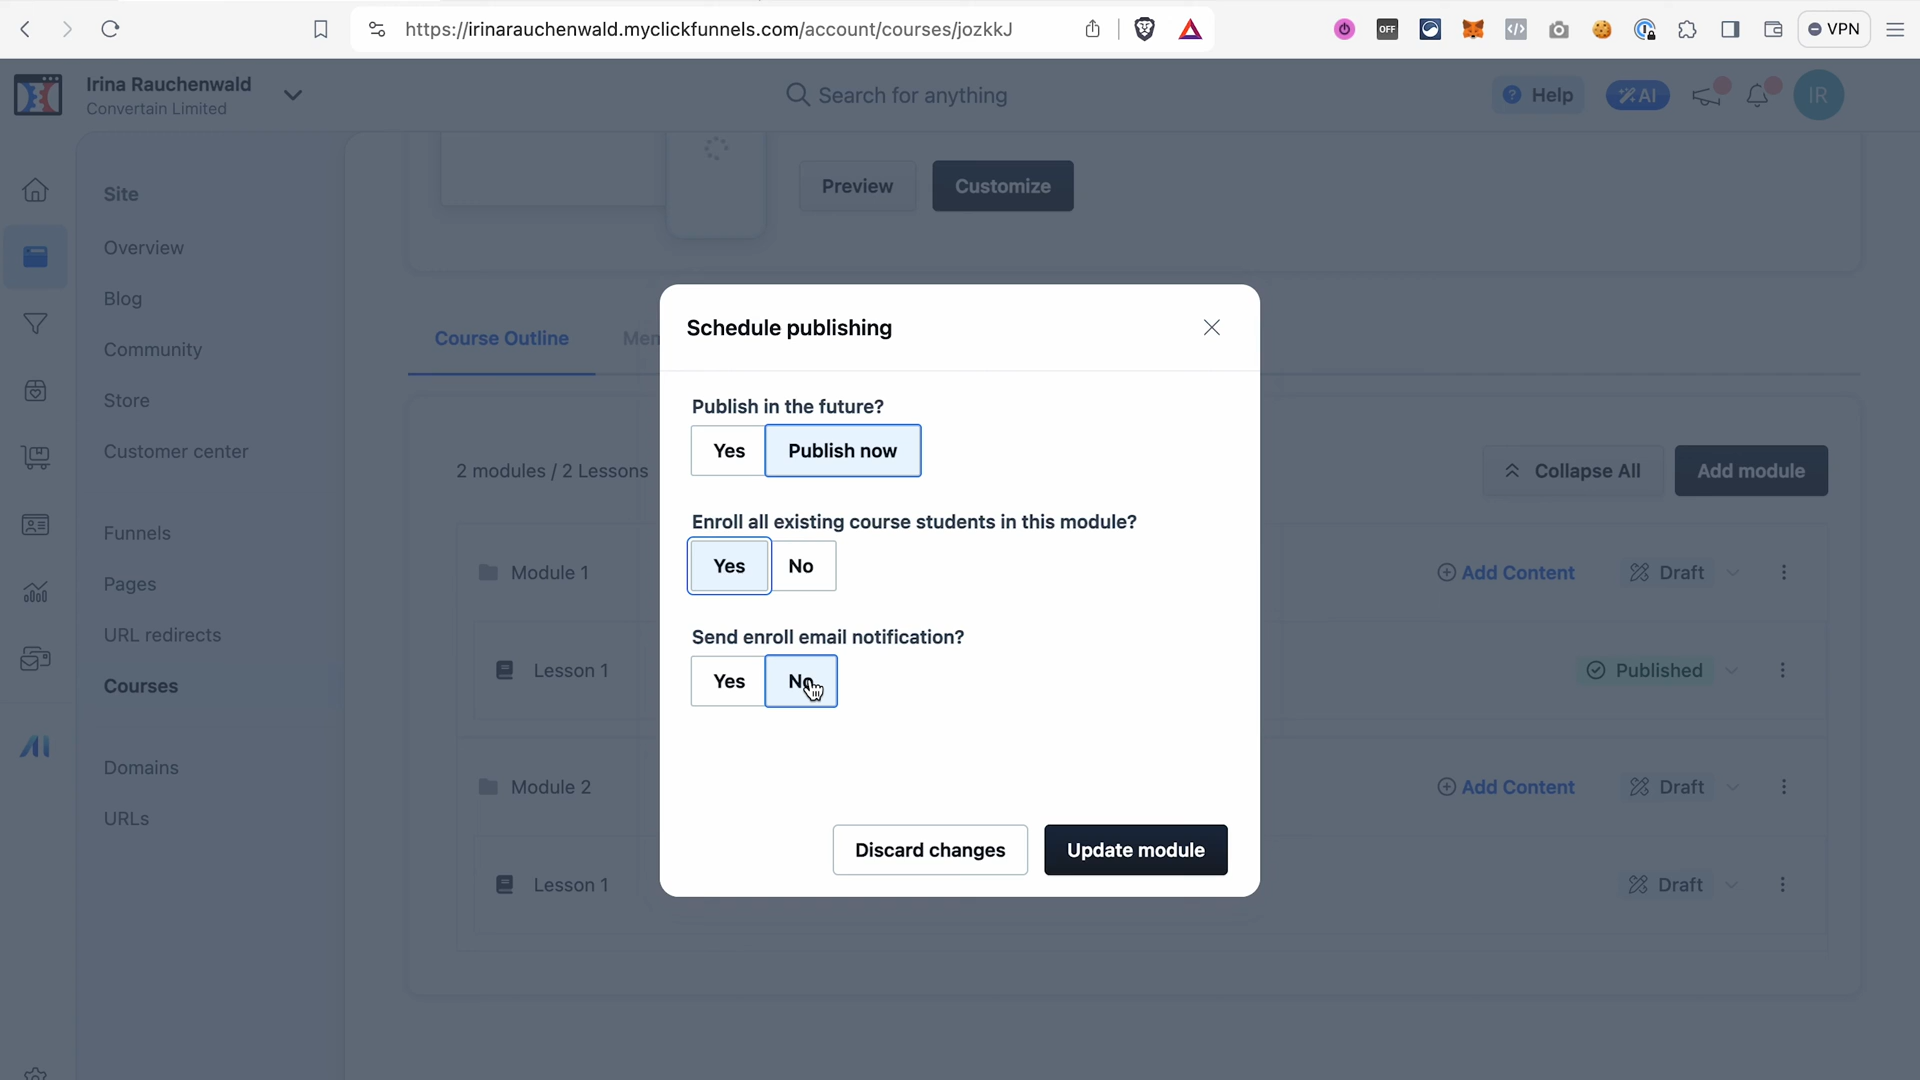 https://irinarauchenwald.myclickfunnels.com/account/courses/jozkkJ
OFF
VPN
Irina Rauchenwald
Convertain Limited
Search for anything
? Help
AI
IR
Site
Overview
Blog
Community
Store
Customer center
Funnels
Pages
URL redirects
Courses
Domains
URLs
AI
Preview
Customize
Course Outline
Mem
2 modules / 2 Lessons
Collapse All
Add module
Module 1
Add Content
Draft
Lesson 1
Published
Module 2
Add Content
Draft
Lesson 1
Draft
Schedule publishing
Publish in the future?
Yes
Publish now
Enroll all existing course students in this module?
Yes
No
Send enroll email notification?
Yes
No
Discard changes
Update module